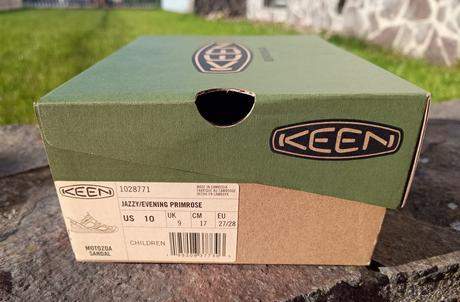 KEEN
KEEN
KEEN
1028771
MADE IN CAMBODIA
JAZZY/EVENING PRIMROSE
US 10
UK 9
CM 17
EU 27/28
MOTOZOA
SANDAL
CHILDREN